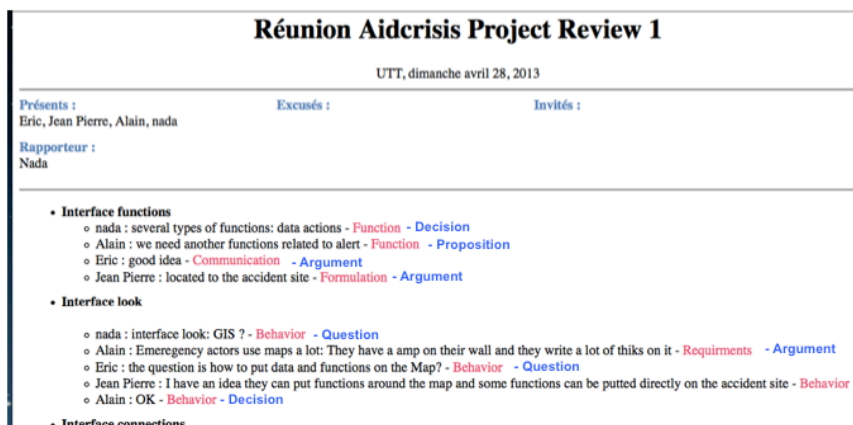 Réunion Aidcrisis Project Review 1
UTT, dimanche avril 28, 2013
Présents : Excusés : Invités :
Eric, Jean Pierre, Alain, nada
Rapporteur :
Nada
• Interface functions
nada : several types of functions: data actions - Function - Decision
Alain : we need another functions related to alert - Function - Proposition
Eric : good idea - Communication - Argument
Jean Pierre : located to the accident site - Formulation - Argument
• Interface look
nada : interface look: GIS ? - Behavior - Question
Alain : Emeregency actors use maps a lot: They have a amp on their wall and they write a lot of thiks on it - Requirments - Argument
Eric : the question is how to put data and functions on the Map? - Behavior - Question
Jean Pierre : I have an idea they can put functions around the map and some functions can be putted directly on the accident site - Behavior
Alain : OK - Behavior - Decision
• Interface connections